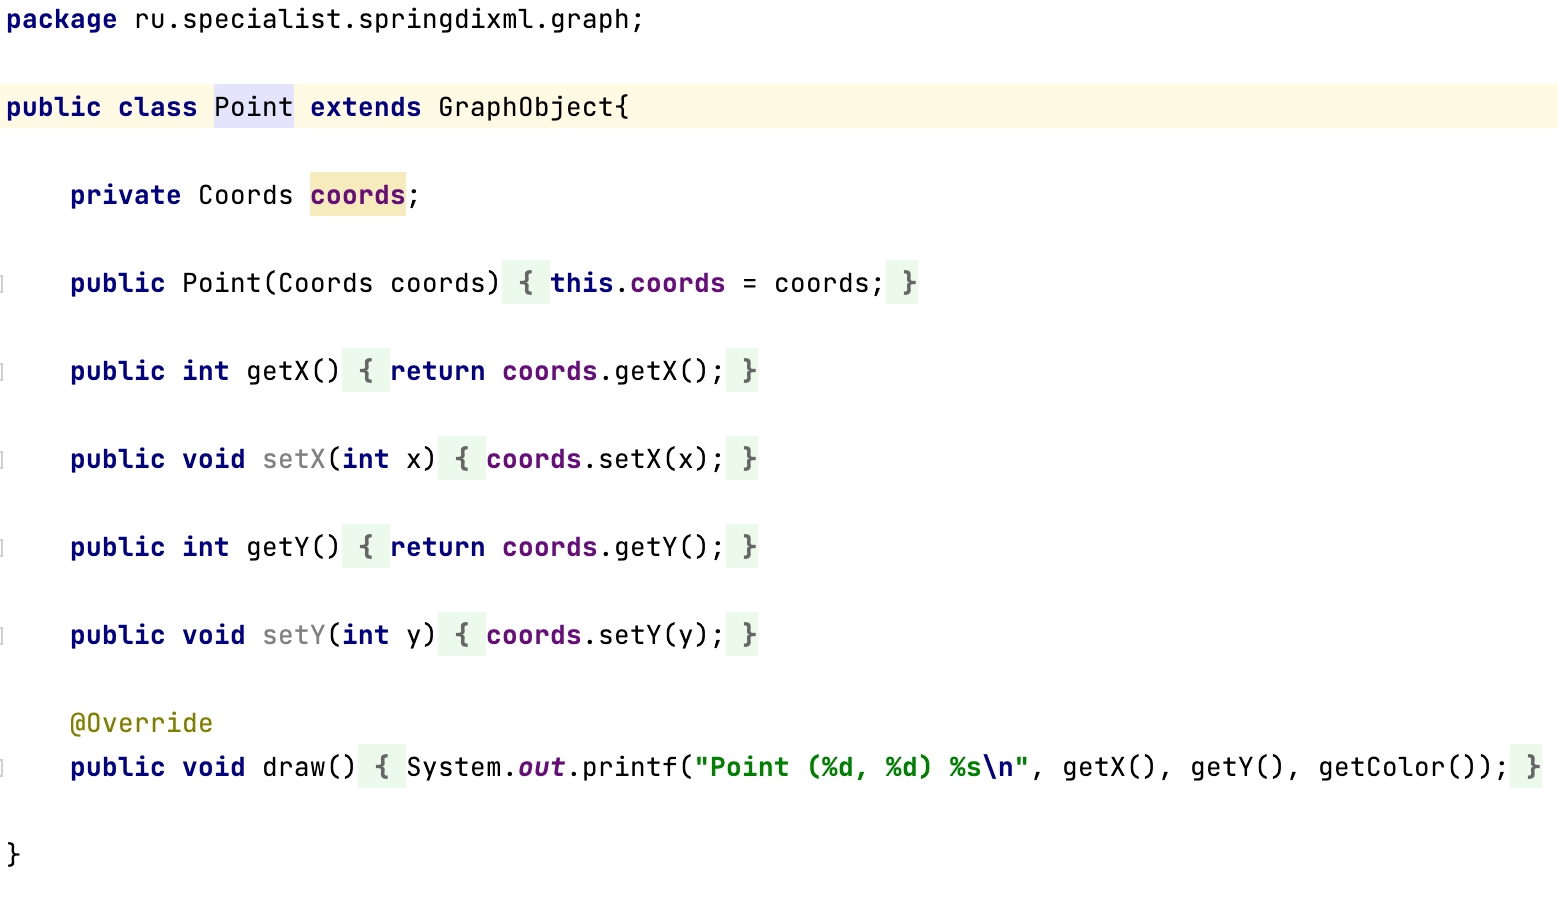 package ru.specialist.springdixml.graph;
public class Point extends GraphObject{
private Coords coords;
public Point(Coords coords) { this.coords = coords; }
public int getX() { return coords.getX(); }
public void setX(int x) { coords.setX(x); }
public int getY() { return coords.getY(); }
public void setY(int y) { coords.setY(y); }
@Override
public void draw() { System.out.printf("Point (%d, %d) %s\n", getX(), getY(), getColor()); }
}